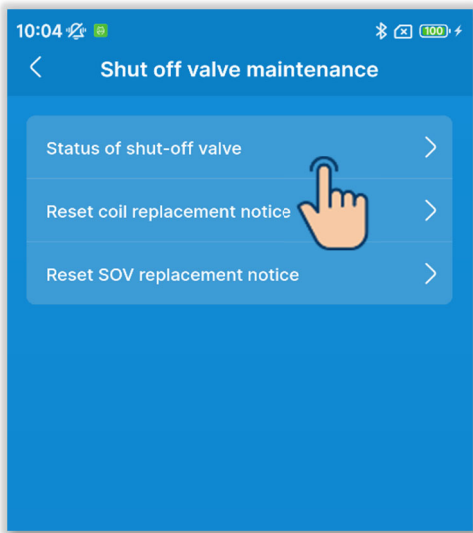 10:04
100
Shut off valve maintenance
Status of shut-off valve
Reset coil replacement notice
Reset SOV replacement notice